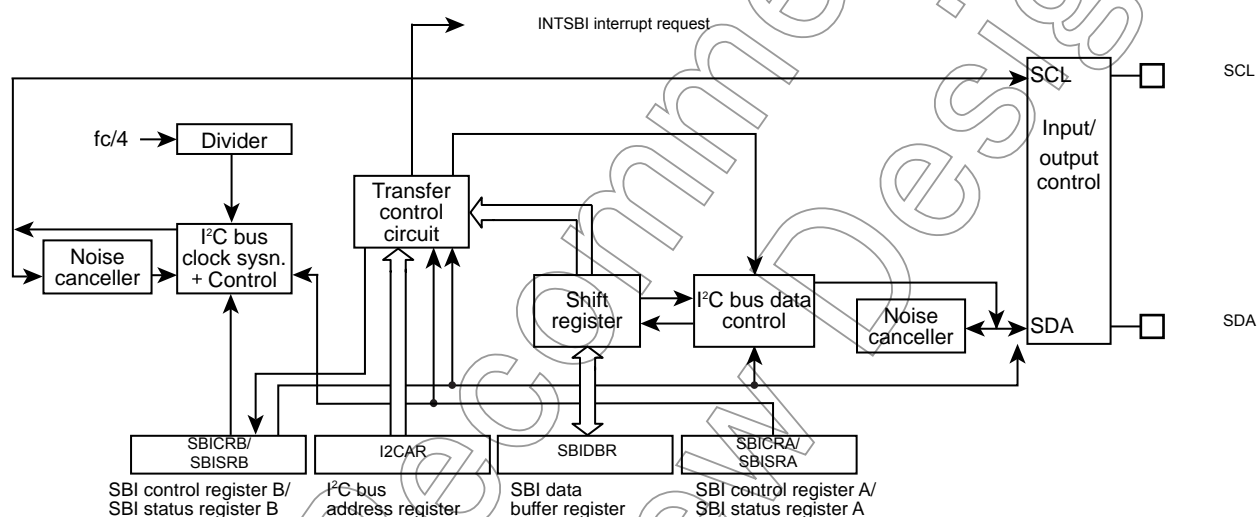 INTSBI interrupt request
SCL
SCL
fc/4
Divider
Input/
output
control
Transfer
control
circuit
I²C bus
clock sysn.
+ Control
Noise
canceller
Shift
register
I²C bus data
control
Noise
canceller
SDA
SDA
SBICRB/
SBISRB
I2CAR
SBIDBR
SBICRA/
SBISRA
SBI control register B/
SBI status register B
I²C bus
address register
SBI data
buffer register
SBI control register A/
SBI status register A